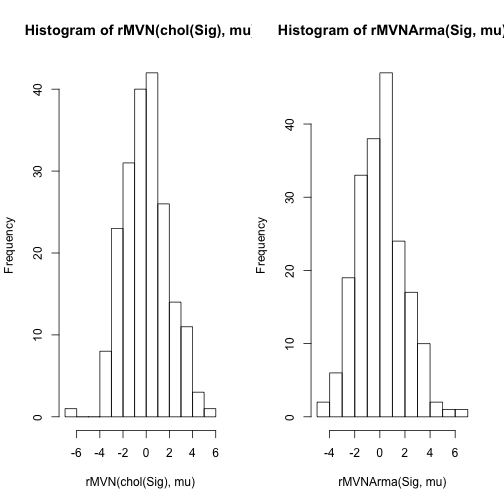 Histogram of rMVN(chol(Sig), mu
Frequency
40
30
20
10
0
-6 -4 -2 0 2 4 6
rMVN(chol(Sig), mu)
Histogram of rMVNArma(Sig, mu)
Frequency
40
30
20
10
0
-4 -2 0 2 4 6
rMVNArma(Sig, mu)